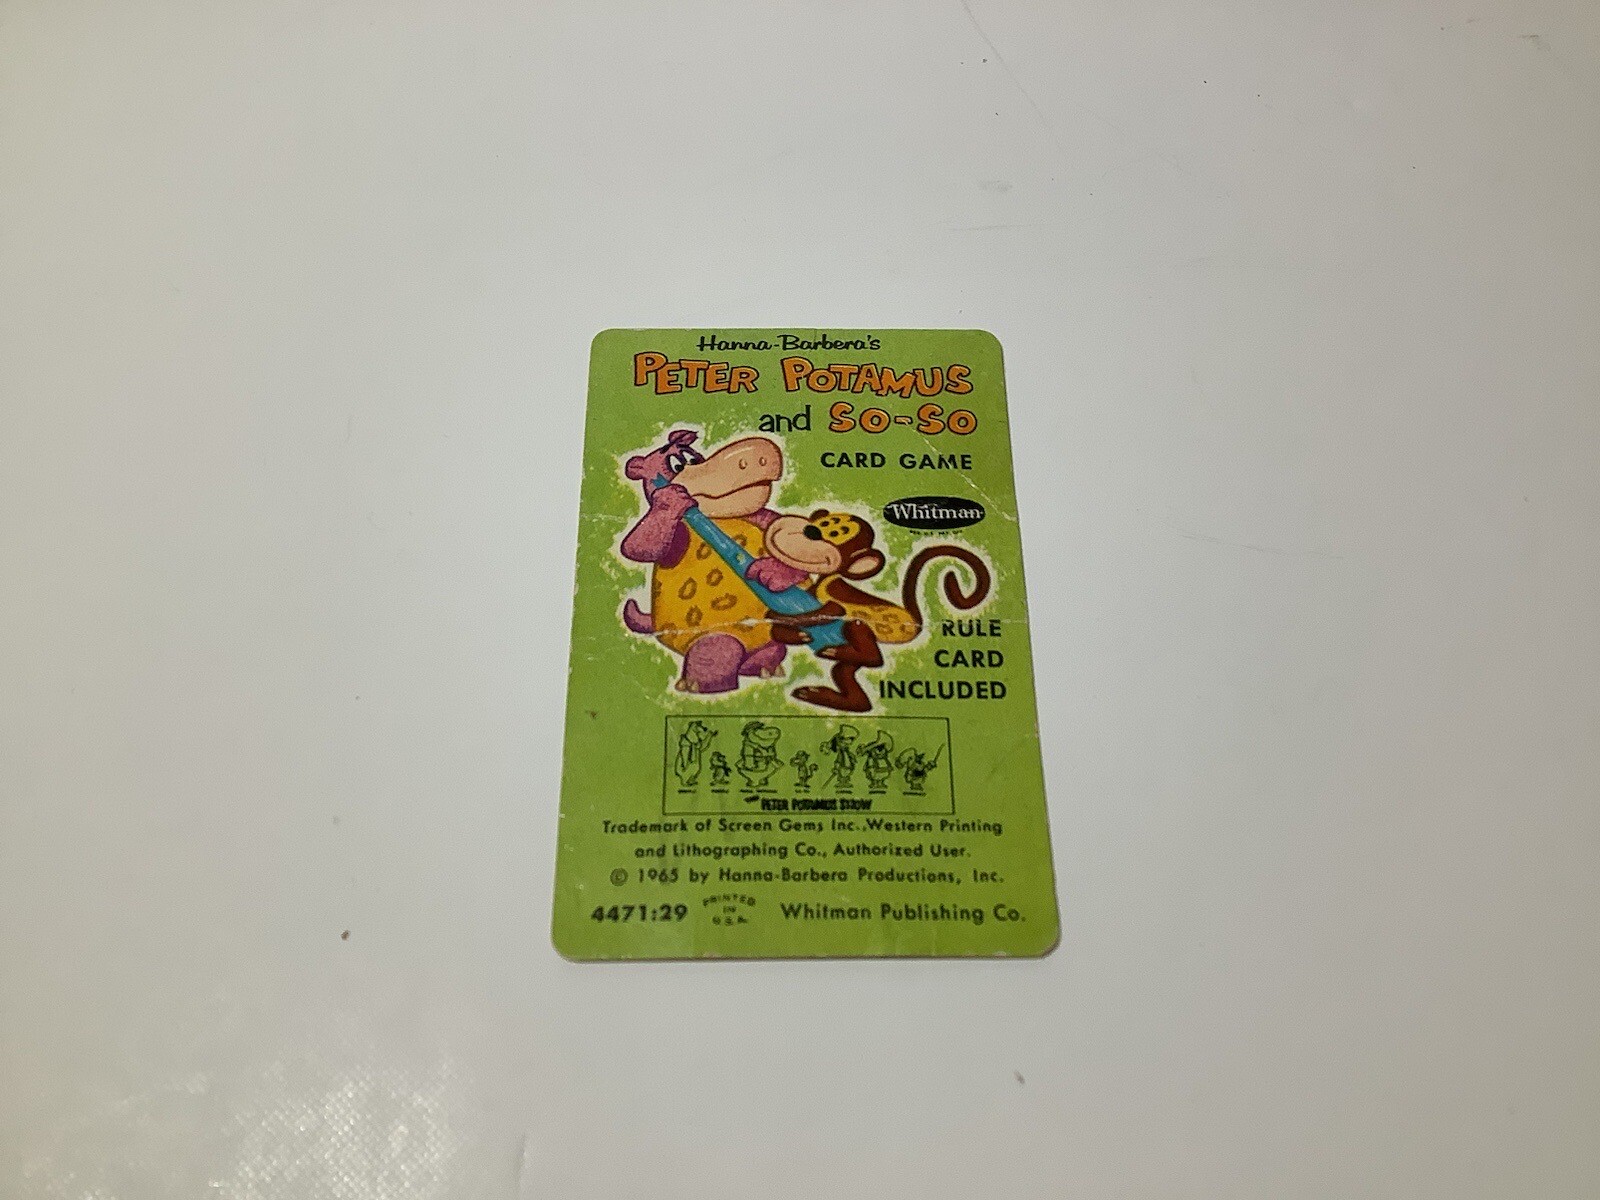 Hanna-Barbera's
PETER POTAMUS
and SO-SO
CARD GAME
Whitman
RULE
CARD
INCLUDED
THE PETER POTAMUS SHOW
Trademark of Screen Gems Inc., Western Printing
and Lithographing Co., Authorized User.
© 1965 by Hanna-Barbera Productions, Inc.
4471:29 PRINTED IN U.S.A. Whitman Publishing Co.